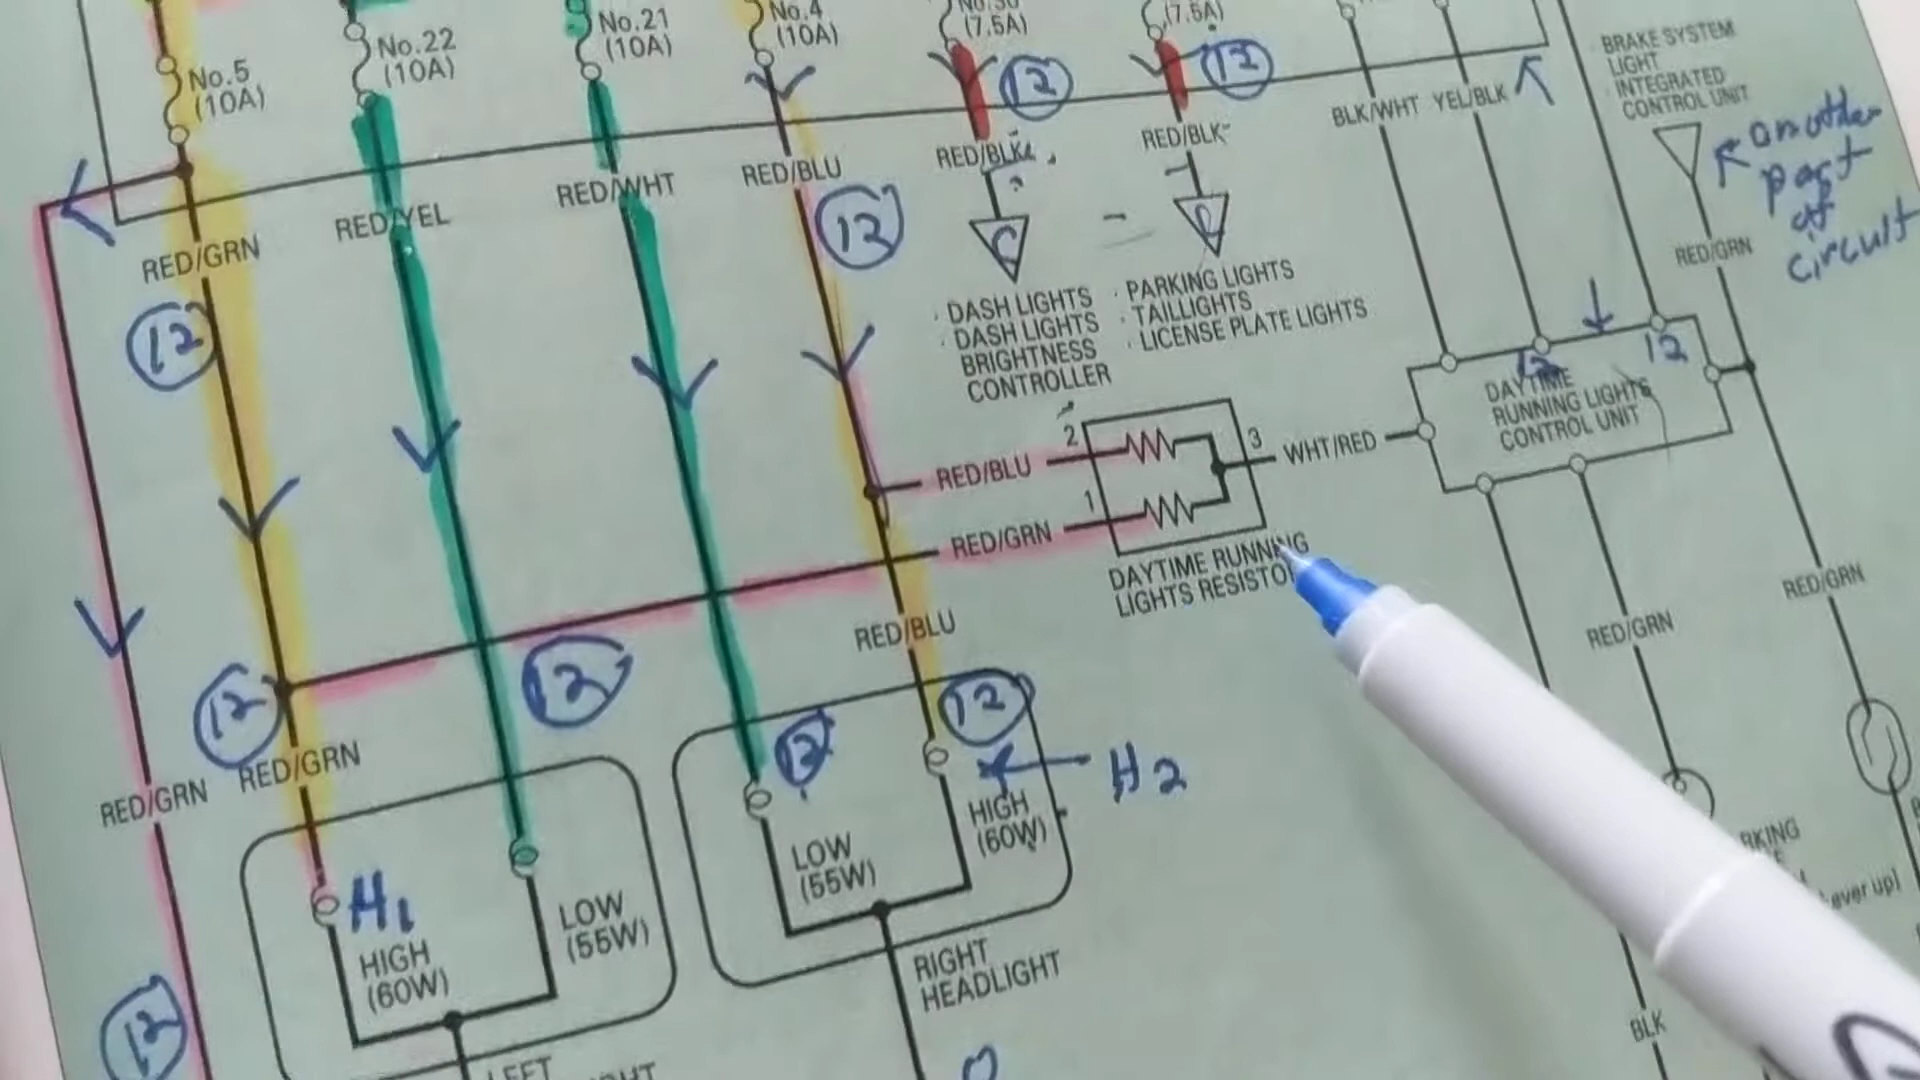 No.5
(10A)
No.22
(10A)
No.21
(10A)
No.4
(10A)
No.30
(7.5A)
(7.5A)
12
12
BRAKE SYSTEM
LIGHT
INTEGRATED
CONTROL UNIT
another
part
of
circuit
BLK/WHT
YEL/BLK
RED/GRN
RED/YEL
RED/WHT
RED/BLU
RED/BLK
RED/BLK
RED/GRN
12
12
C
DASH LIGHTS
DASH LIGHTS
BRIGHTNESS
CONTROLLER
PARKING LIGHTS
TAILLIGHTS
LICENSE PLATE LIGHTS
12
12
DAYTIME
RUNNING LIGHTS
CONTROL UNIT
RED/BLU
2
3
WHT/RED
RED/GRN
1
DAYTIME RUNNING
LIGHTS RESISTOR
RED/GRN
RED/GRN
12
12
RED/BLU
12
12
RED/GRN
RED/GRN
H1
HIGH
(60W)
LOW
(55W)
LOW
(55W)
HIGH
(60W)
H2
RIGHT
HEADLIGHT
LEFT
12
BLK